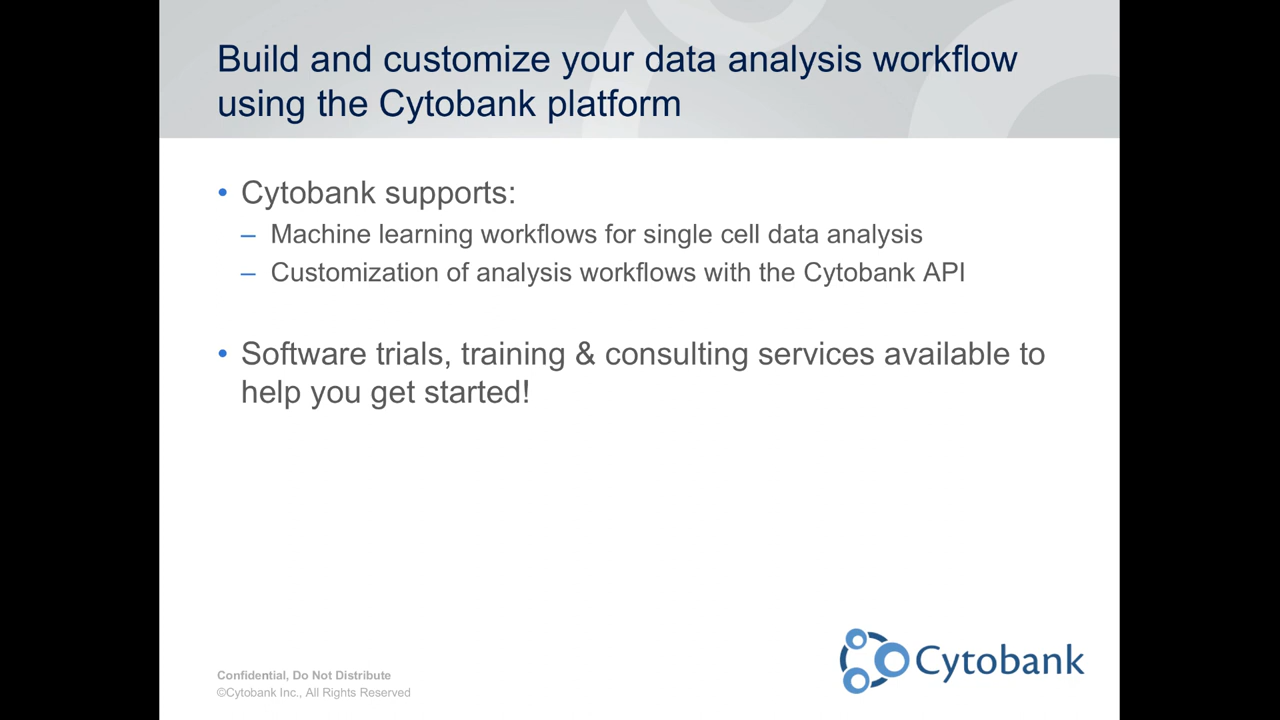 Build and customize your data analysis workflow
using the Cytobank platform
• Cytobank supports:
– Machine learning workflows for single cell data analysis
– Customization of analysis workflows with the Cytobank API
• Software trials, training & consulting services available to
help you get started!
Confidential, Do Not Distribute
©Cytobank Inc., All Rights Reserved
Cytobank